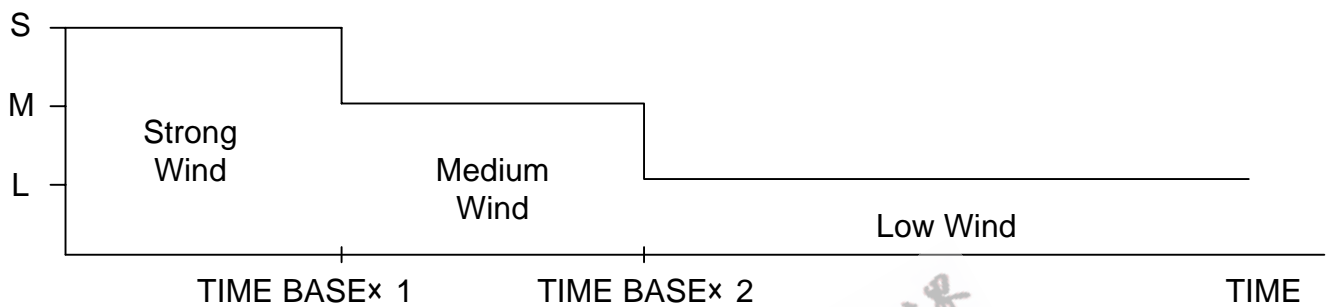 S
M
L
Strong
Wind
Medium
Wind
Low Wind
TIME BASE× 1
TIME BASE× 2
TIME